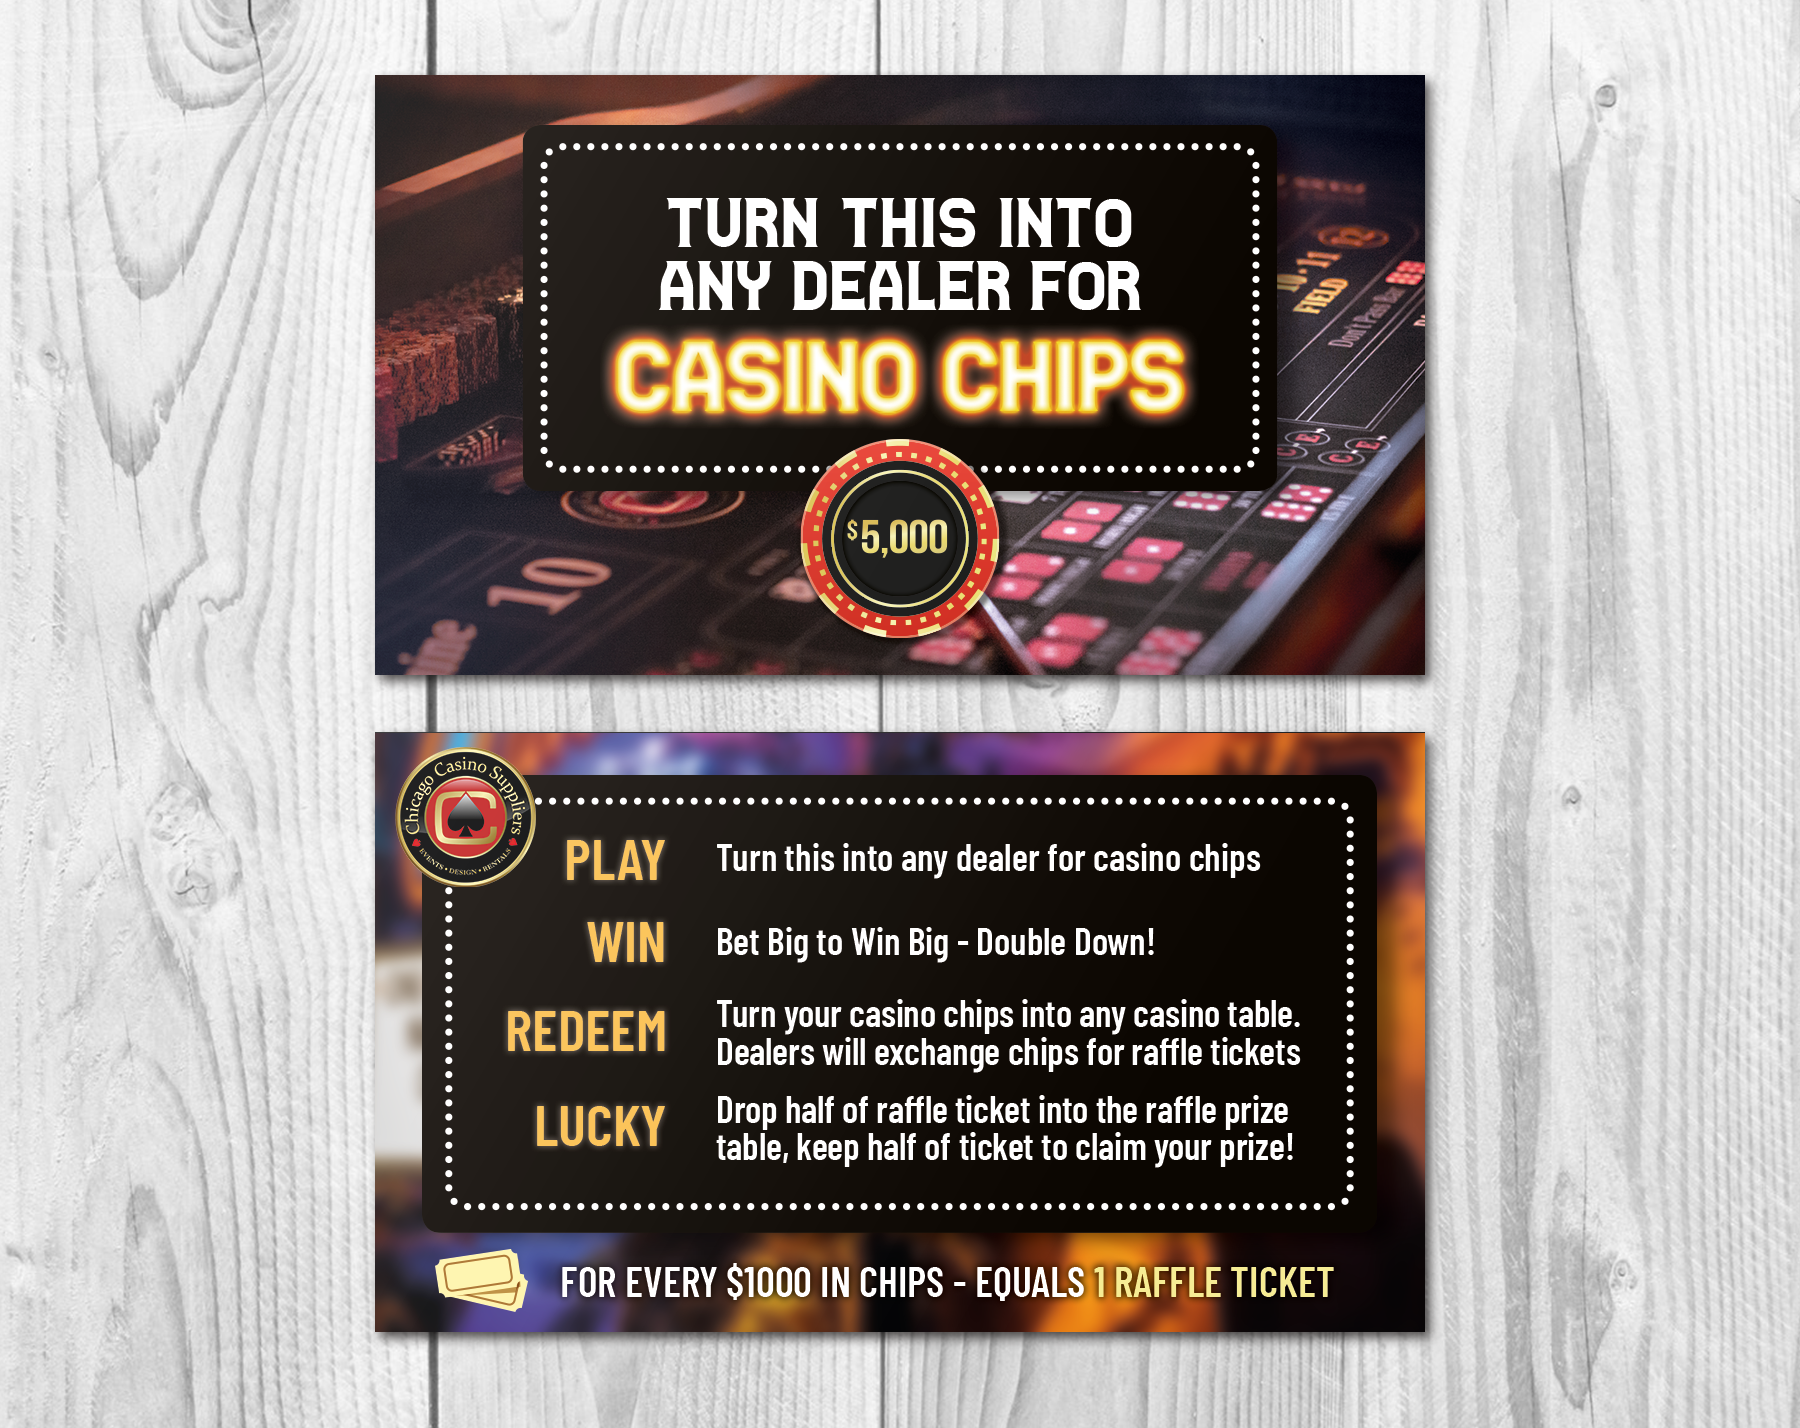 TURN THIS INTO
ANY DEALER FOR
CASINO CHIPS
$5,000
10
10·11
FIELD
Don't Pass Bar
Chicago Casino Suppliers
EVENTS • DESIGN • RENTALS
PLAY
Turn this into any dealer for casino chips
WIN
Bet Big to Win Big - Double Down!
REDEEM
Turn your casino chips into any casino table.
Dealers will exchange chips for raffle tickets
LUCKY
Drop half of raffle ticket into the raffle prize
table, keep half of ticket to claim your prize!
FOR EVERY $1000 IN CHIPS - EQUALS 1 RAFFLE TICKET